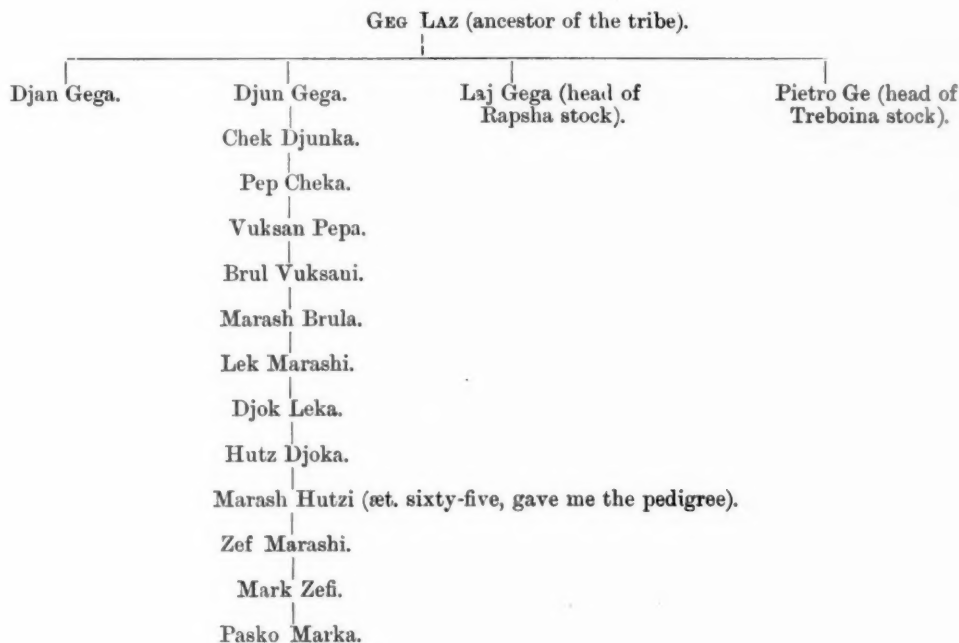 GEG LAZ (ancestor of the tribe).
Djan Gega. Djun Gega. Laj Gega (head of Rapsha stock). Pietro Ge (head of Treboina stock).
Chek Djunka.
Pep Cheka.
Vuksan Pepa.
Brul Vuksani.
Marash Brula.
Lek Marashi.
Djok Leka.
Hutz Djoka.
Marash Hutzi (æt. sixty-five, gave me the pedigree).
Zef Marashi.
Mark Zefi.
Pasko Marka.